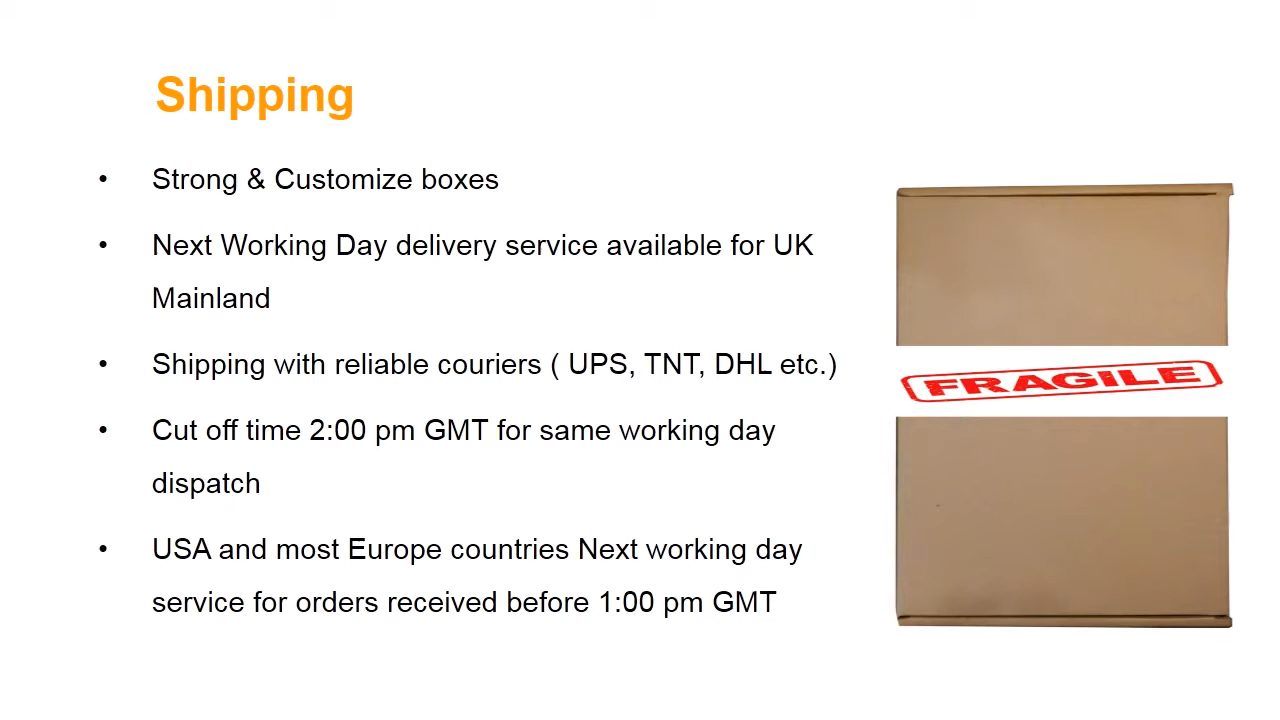 Shipping
• Strong & Customize boxes
• Next Working Day delivery service available for UK
Mainland
• Shipping with reliable couriers ( UPS, TNT, DHL etc.)
• Cut off time 2:00 pm GMT for same working day
dispatch
• USA and most Europe countries Next working day
service for orders received before 1:00 pm GMT
FRAGILE